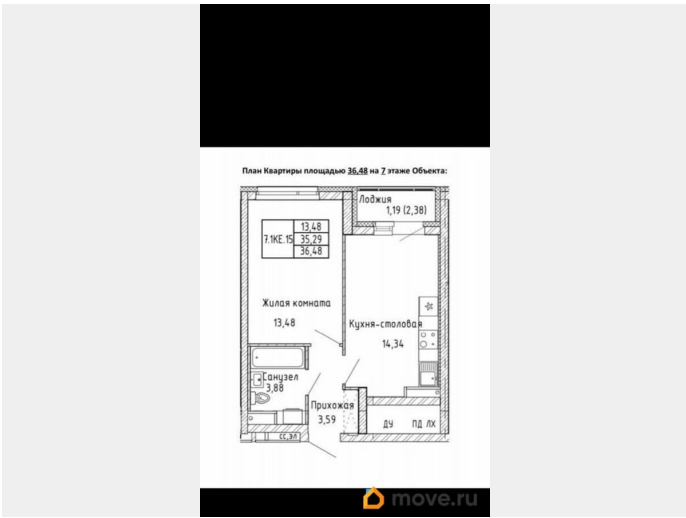 План Квартиры площадью 36,48 на 7 этаже Объекта:
Лоджия
1,19 (2,38)
7.1КЕ.15
13,48
35,29
36,48
Жилая комната
13,48
Кухня-столовая
14,34
Санузел
3,88
Прихожая
3,59
ДУ ПД ЛХ
СС,ЭЛ
move.ru